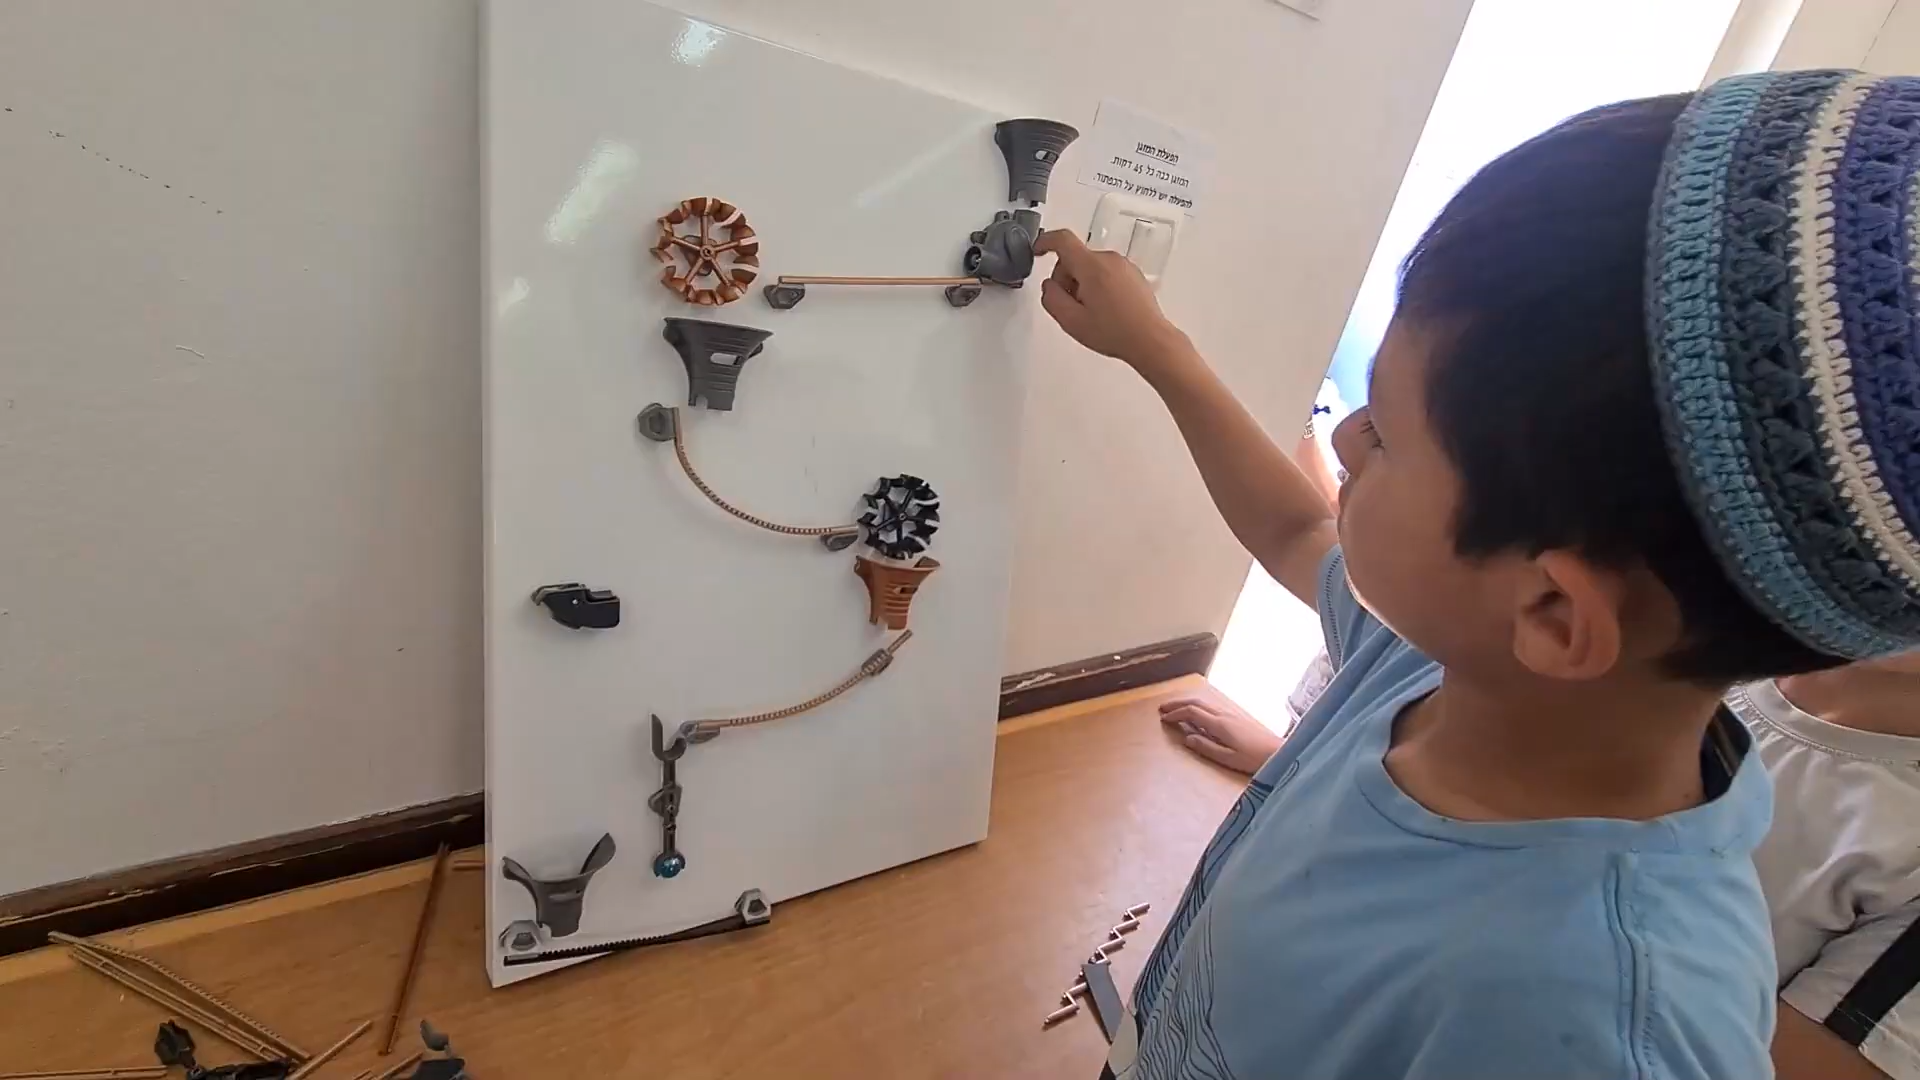 הפעלת המזגן
המזגן כבה כל 45 דקות.
להפעלה יש ללחוץ על הכפתור.